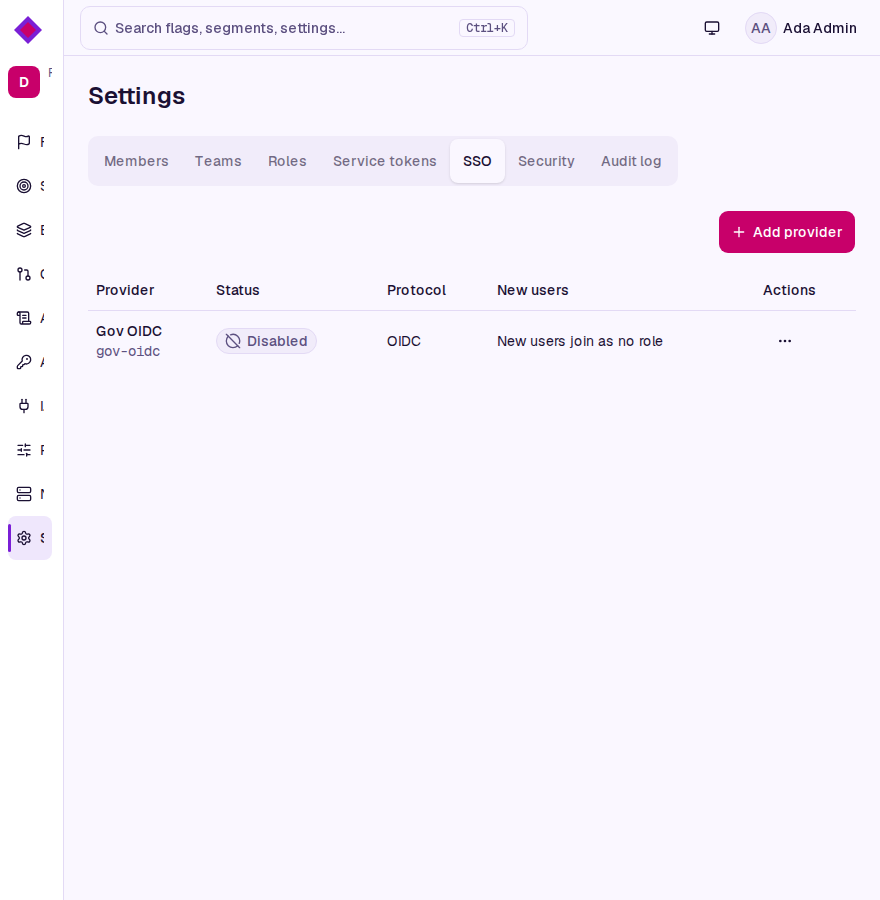 Search flags, segments, settings...
Ctrl+K
AA
Ada Admin
D
Settings
Members
Teams
Roles
Service tokens
SSO
Security
Audit log
Add provider
Provider
Status
Protocol
New users
Actions
Gov OIDC
gov-oidc
Disabled
OIDC
New users join as no role